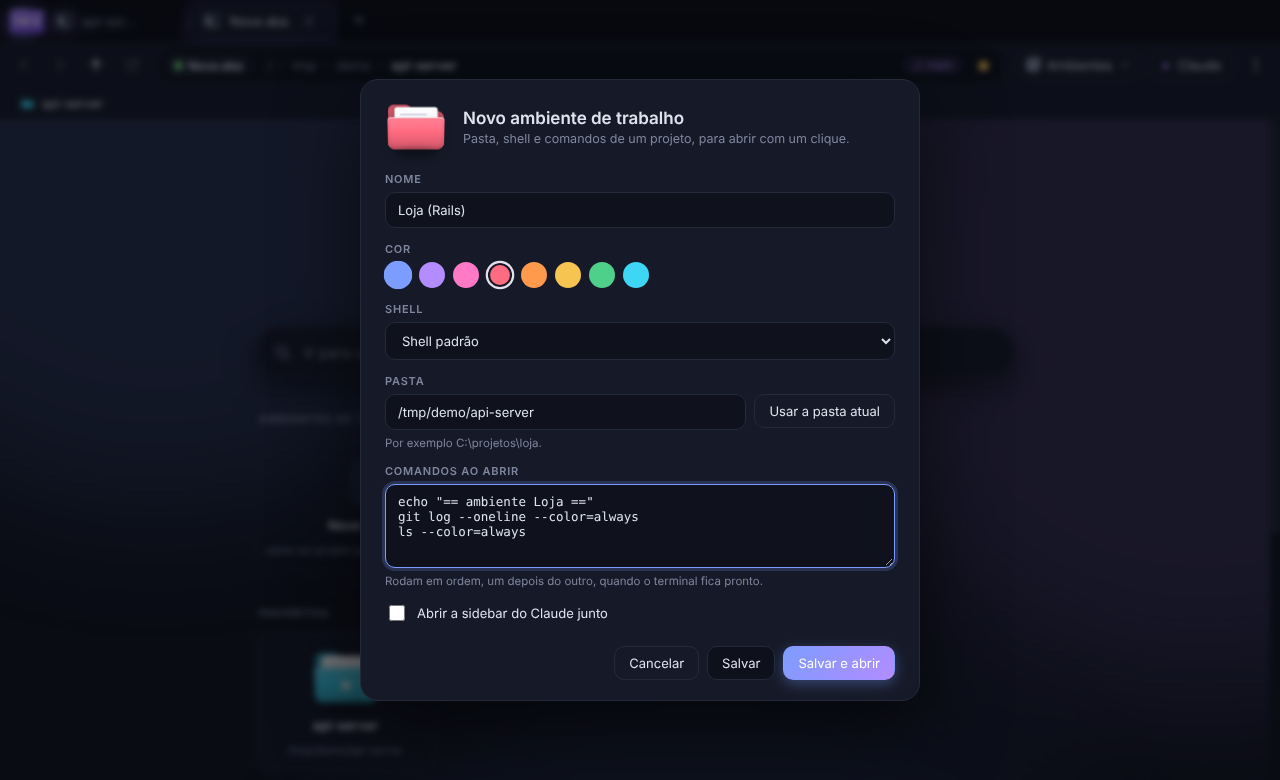 Novo ambiente de trabalho
Pasta, shell e comandos de um projeto, para abrir com um clique.
NOME
Loja (Rails)
COR
SHELL
Shell padrão
PASTA
/tmp/demo/api-server
Usar a pasta atual
Por exemplo C:\projetos\loja.
COMANDOS AO ABRIR
echo "== ambiente Loja =="
git log --oneline --color=always
ls --color=always
Rodam em ordem, um depois do outro, quando o terminal fica pronto.
Abrir a sidebar do Claude junto
Cancelar
Salvar
Salvar e abrir